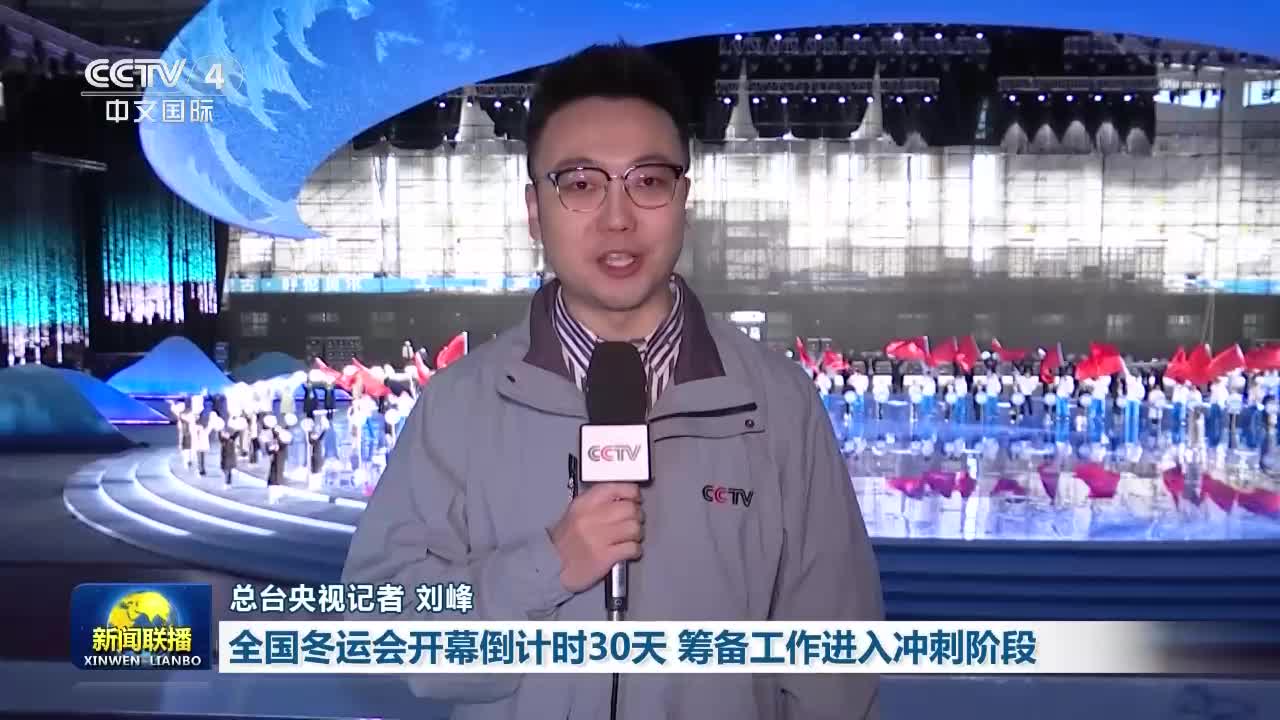 CCTV 4
中文国际
CCTV
CCTV
总台央视记者 刘峰
新闻联播
XINWEN LIANBO
全国冬运会开幕倒计时30天 筹备工作进入冲刺阶段